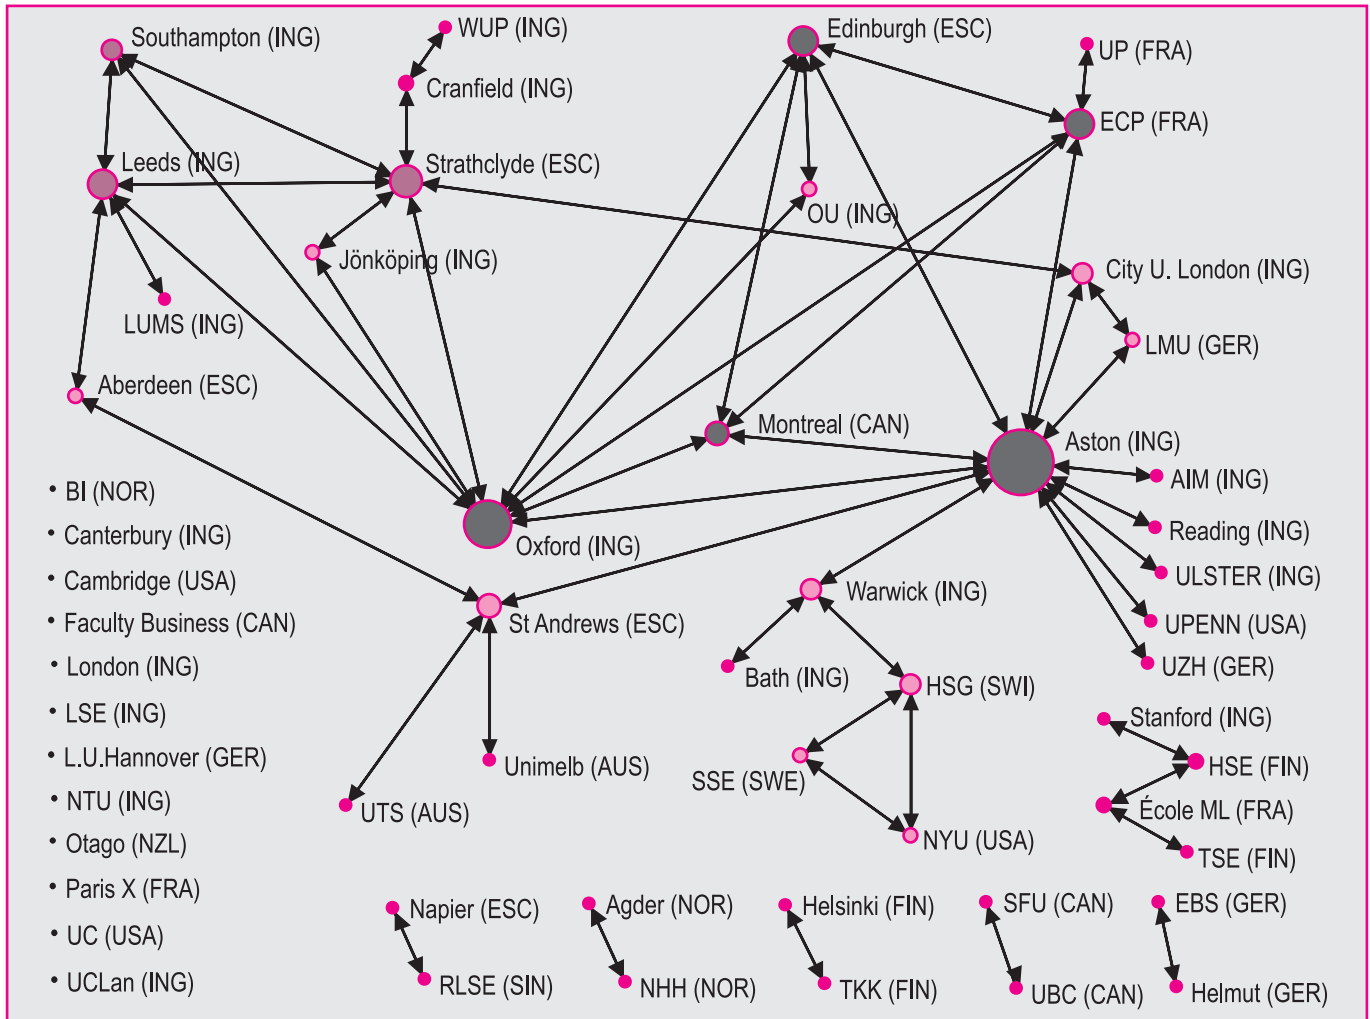 Southampton (ING)
WUP (ING)
Edinburgh (ESC)
UP (FRA)
Cranfield (ING)
ECP (FRA)
Leeds (ING)
Strathclyde (ESC)
OU (ING)
Jönköping (ING)
City U. London (ING)
LUMS (ING)
LMU (GER)
Aberdeen (ESC)
Montreal (CAN)
Aston (ING)
AIM (ING)
Reading (ING)
Oxford (ING)
ULSTER (ING)
Warwick (ING)
St Andrews (ESC)
UPENN (USA)
UZH (GER)
Bath (ING)
HSG (SWI)
Stanford (ING)
Unimelb (AUS)
SSE (SWE)
HSE (FIN)
UTS (AUS)
École ML (FRA)
NYU (USA)
TSE (FIN)
• BI (NOR)
• Canterbury (ING)
• Cambridge (USA)
• Faculty Business (CAN)
• London (ING)
• LSE (ING)
• L.U.Hannover (GER)
• NTU (ING)
• Otago (NZL)
• Paris X (FRA)
• UC (USA)
• UCLan (ING)
Napier (ESC)
Agder (NOR)
Helsinki (FIN)
SFU (CAN)
EBS (GER)
RLSE (SIN)
NHH (NOR)
TKK (FIN)
UBC (CAN)
Helmut (GER)